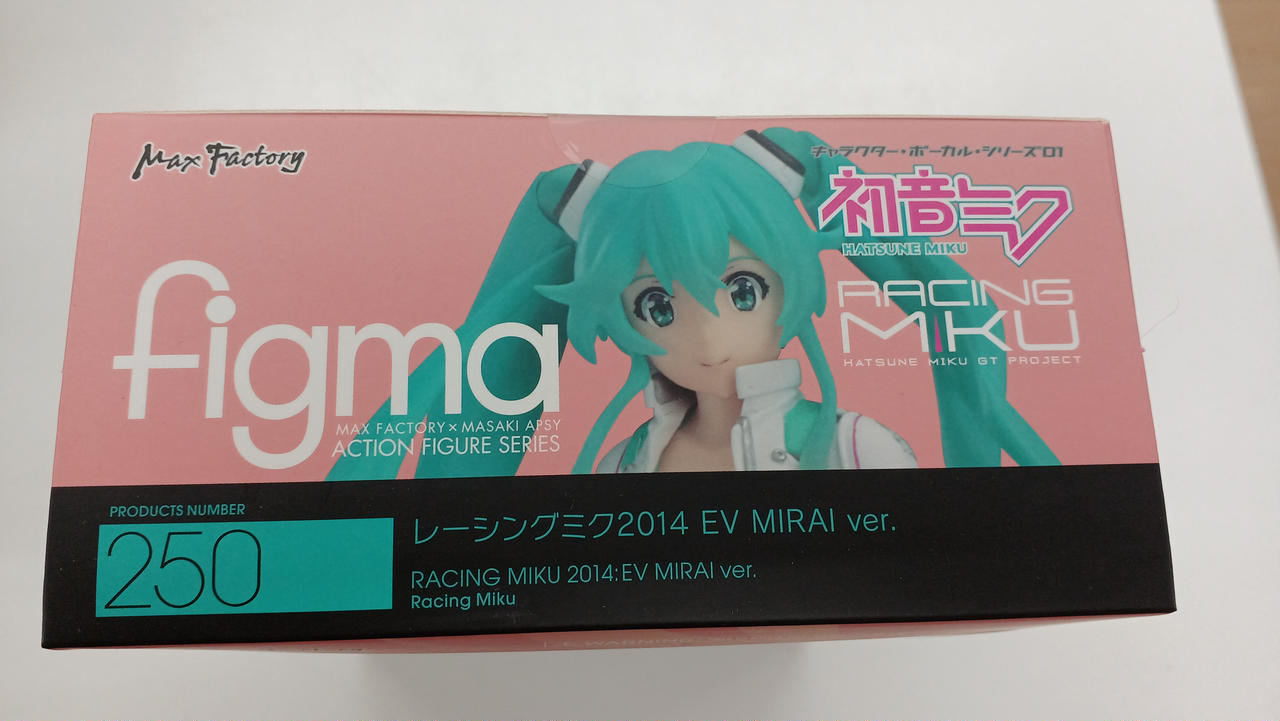 Max Factory
キャラクター・ボーカル・シリーズ01
初音ミク
HATSUNE MIKU
RACING
MIKU
HATSUNE MIKU GT PROJECT
figma
MAX FACTORY×MASAKI APSY
ACTION FIGURE SERIES
PRODUCTS NUMBER
250
レーシングミク2014 EV MIRAI ver.
RACING MIKU 2014:EV MIRAI ver.
Racing Miku
WARNING